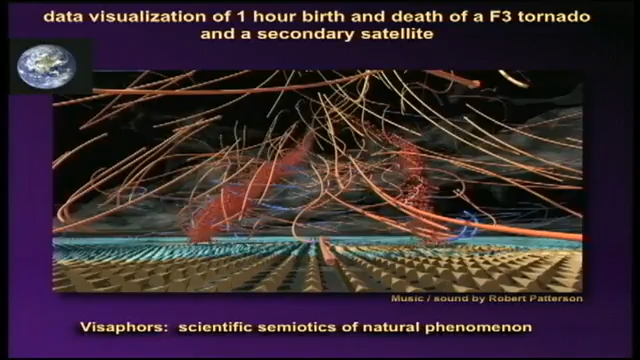 data visualization of 1 hour birth and death of a F3 tornado
and a secondary satellite
Music / sound by Robert Patterson
Visaphors: scientific semiotics of natural phenomenon